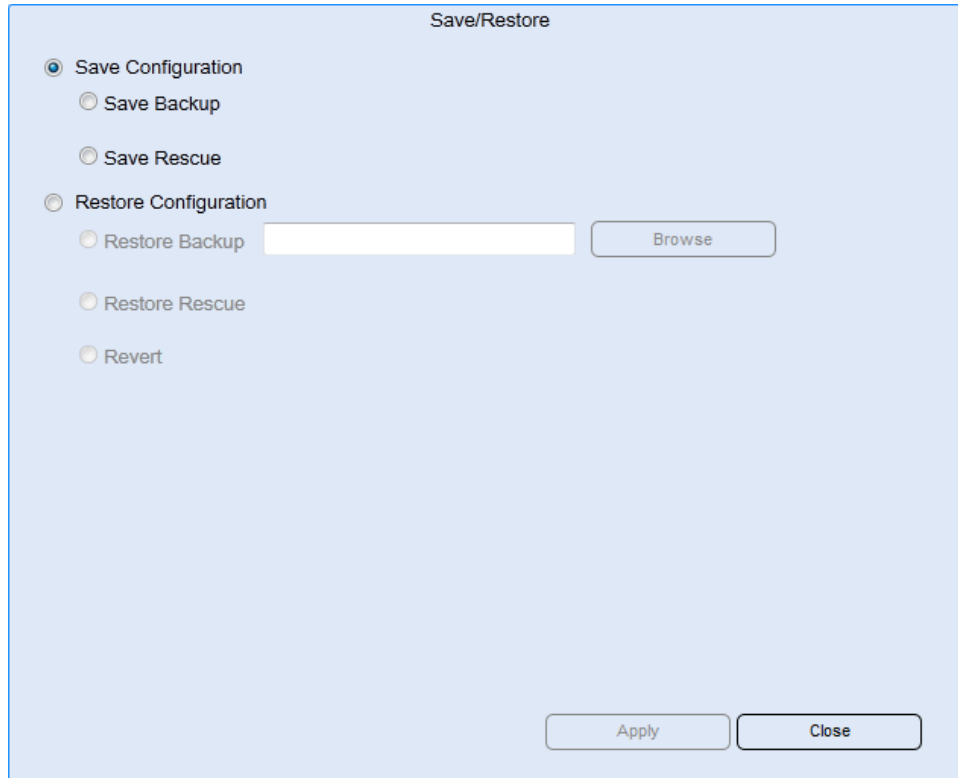 Save/Restore
Save Configuration
Save Backup
Save Rescue
Restore Configuration
Restore Backup Browse
Restore Rescue
Revert
Apply Close